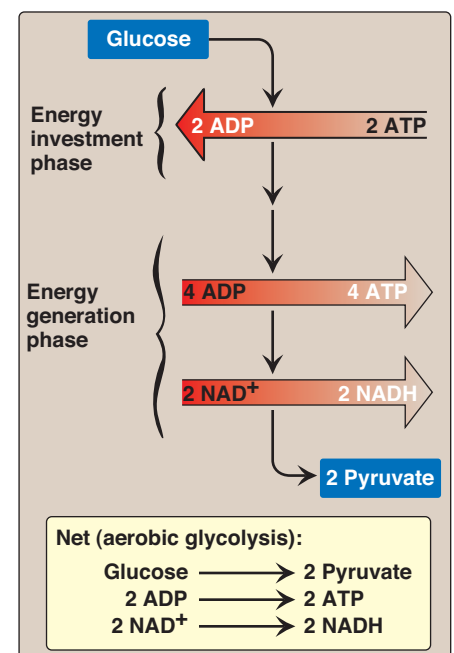 Glucose
Energy
investment
phase
2 ADP 2 ATP
Energy
generation
phase
4 ADP 4 ATP
2 NAD+ 2 NADH
2 Pyruvate
Net (aerobic glycolysis):
Glucose → 2 Pyruvate
2 ADP → 2 ATP
2 NAD+ → 2 NADH